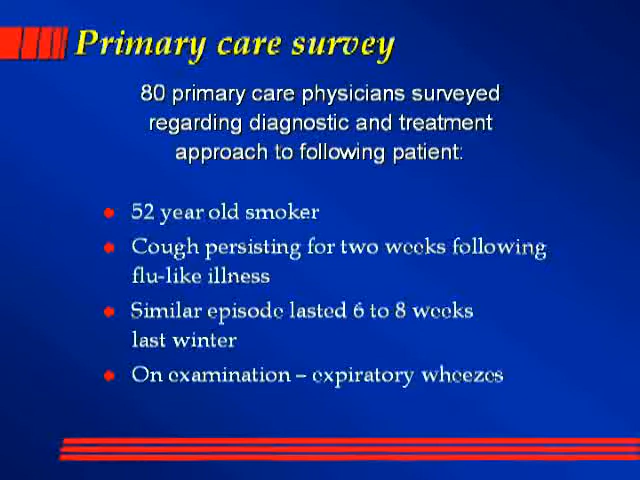 Primary care survey
80 primary care physicians surveyed
regarding diagnostic and treatment
approach to following patient:
52 year old smoker
Cough persisting for two weeks following
flu-like illness
Similar episode lasted 6 to 8 weeks
last winter
On examination – expiratory wheezes